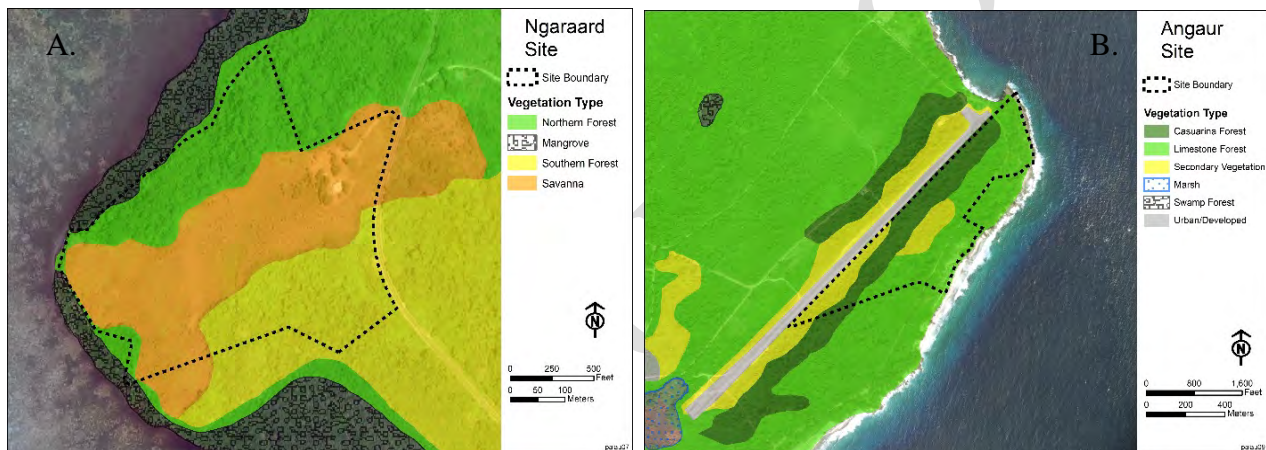 A.
Ngaraard
Site
Site Boundary
Vegetation Type
Northern Forest
Mangrove
Southern Forest
Savanna
N
0 250 500
Feet
0 50 100
Meters
palau07
B.
Angaur
Site
Site Boundary
Vegetation Type
Casuarina Forest
Limestone Forest
Secondary Vegetation
Marsh
Swamp Forest
Urban/Developed
N
0 800 1,600
Feet
0 200 400
Meters
palau09